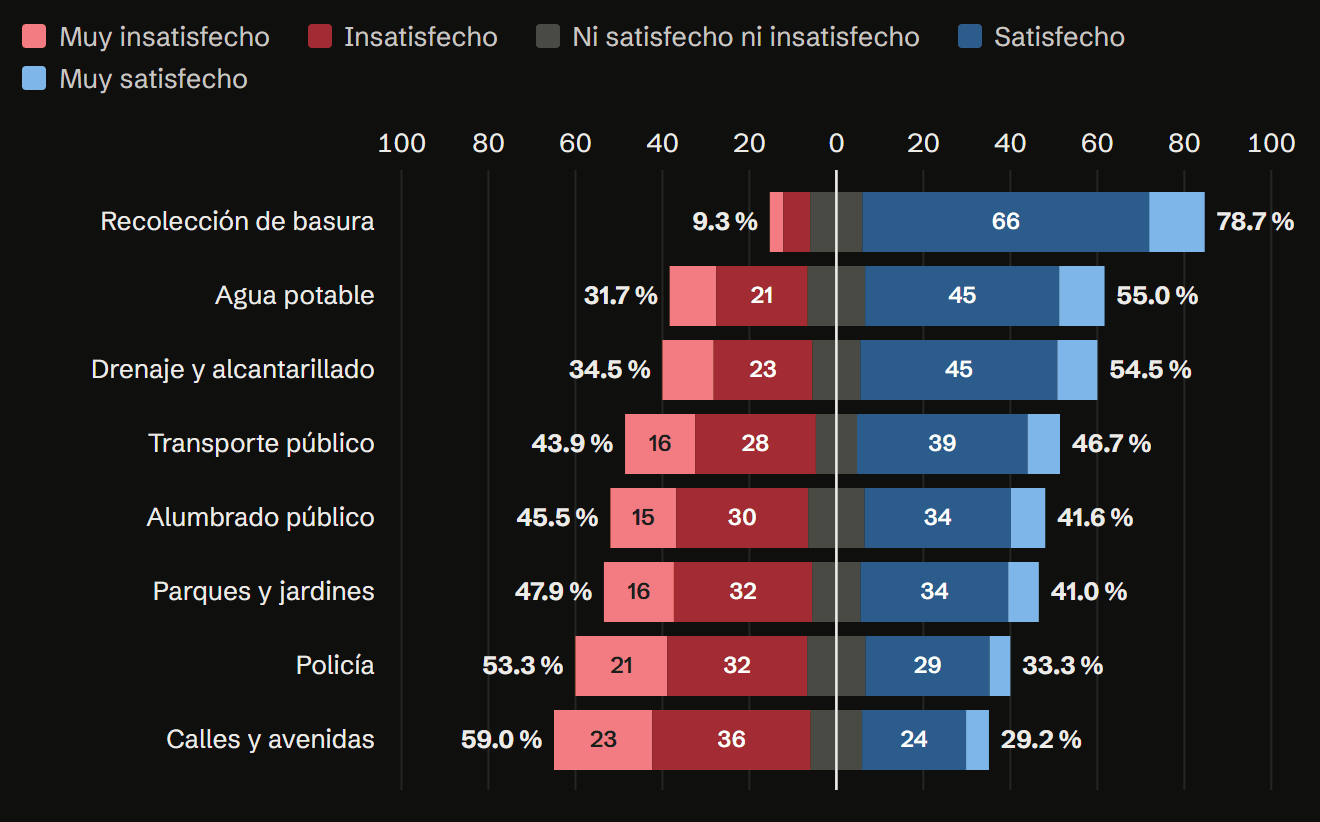 Muy insatisfecho Insatisfecho Ni satisfecho ni insatisfecho Satisfecho
Muy satisfecho
100 80 60 40 20 0 20 40 60 80 100
Recolección de basura 9.3 % 66 78.7 %
Agua potable 31.7 % 21 45 55.0 %
Drenaje y alcantarillado 34.5 % 23 45 54.5 %
Transporte público 43.9 % 16 28 39 46.7 %
Alumbrado público 45.5 % 15 30 34 41.6 %
Parques y jardines 47.9 % 16 32 34 41.0 %
Policía 53.3 % 21 32 29 33.3 %
Calles y avenidas 59.0 % 23 36 24 29.2 %